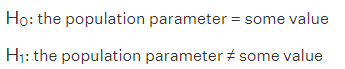 H₀: the population parameter = some value
H₁: the population parameter ≠ some value